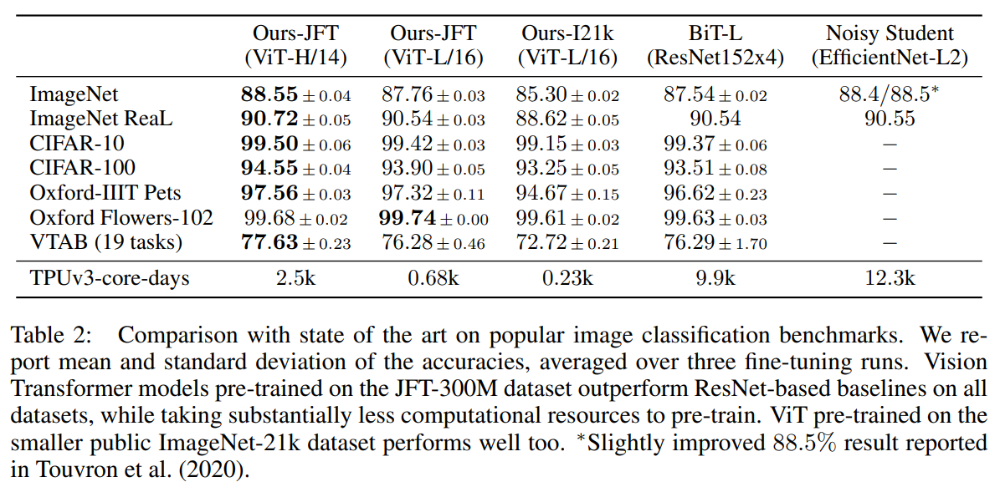 Ours-JFT Ours-JFT Ours-I21k BiT-L Noisy Student
(ViT-H/14) (ViT-L/16) (ViT-L/16) (ResNet152x4) (EfficientNet-L2)
ImageNet 88.55 ± 0.04 87.76 ± 0.03 85.30 ± 0.02 87.54 ± 0.02 88.4/88.5*
ImageNet ReaL 90.72 ± 0.05 90.54 ± 0.03 88.62 ± 0.05 90.54 90.55
CIFAR-10 99.50 ± 0.06 99.42 ± 0.03 99.15 ± 0.03 99.37 ± 0.06 −
CIFAR-100 94.55 ± 0.04 93.90 ± 0.05 93.25 ± 0.05 93.51 ± 0.08 −
Oxford-IIIT Pets 97.56 ± 0.03 97.32 ± 0.11 94.67 ± 0.15 96.62 ± 0.23 −
Oxford Flowers-102 99.68 ± 0.02 99.74 ± 0.00 99.61 ± 0.02 99.63 ± 0.03 −
VTAB (19 tasks) 77.63 ± 0.23 76.28 ± 0.46 72.72 ± 0.21 76.29 ± 1.70 −
TPUv3-core-days 2.5k 0.68k 0.23k 9.9k 12.3k
Table 2: Comparison with state of the art on popular image classification benchmarks. We re-
port mean and standard deviation of the accuracies, averaged over three fine-tuning runs. Vision
Transformer models pre-trained on the JFT-300M dataset outperform ResNet-based baselines on all
datasets, while taking substantially less computational resources to pre-train. ViT pre-trained on the
smaller public ImageNet-21k dataset performs well too. *Slightly improved 88.5% result reported
in Touvron et al. (2020).